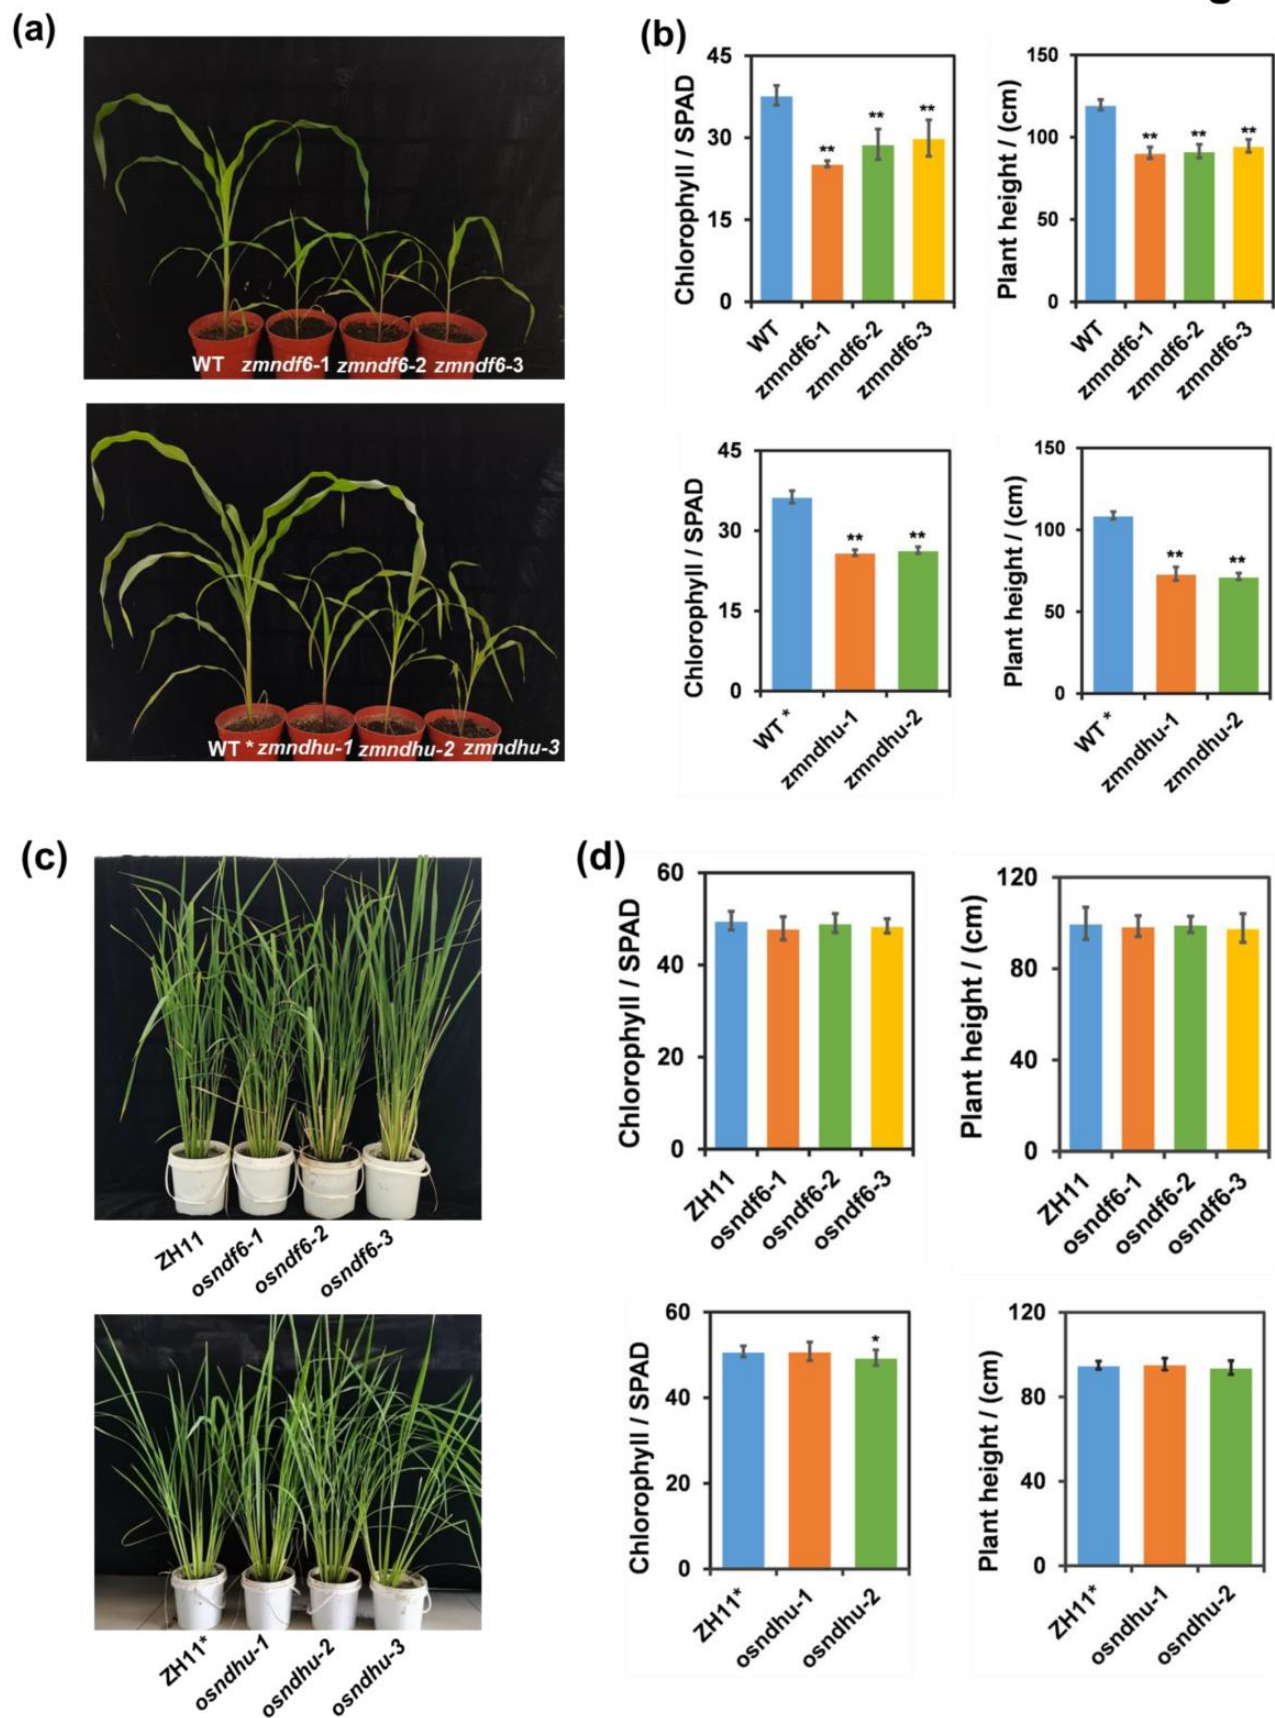 g
(a)
WT zmndf6-1 zmndf6-2 zmndf6-3
WT * zmndhu-1 zmndhu-2 zmndhu-3
(b)
Chlorophyll / SPAD
45
30
15
0
**
**
**
WT
zmndf6-1
zmndf6-2
zmndf6-3
Plant height / (cm)
150
100
50
0
**
**
**
WT
zmndf6-1
zmndf6-2
zmndf6-3
Chlorophyll / SPAD
45
30
15
0
**
**
WT *
zmndhu-1
zmndhu-2
Plant height / (cm)
150
100
50
0
**
**
WT *
zmndhu-1
zmndhu-2
(c)
ZH11
osndf6-1
osndf6-2
osndf6-3
ZH11*
osndhu-1
osndhu-2
osndhu-3
(d)
Chlorophyll / SPAD
60
40
20
0
ZH11
osndf6-1
osndf6-2
osndf6-3
Plant height / (cm)
120
80
40
0
ZH11
osndf6-1
osndf6-2
osndf6-3
Chlorophyll / SPAD
60
40
20
0
*
ZH11*
osndhu-1
osndhu-2
Plant height / (cm)
120
80
40
0
ZH11*
osndhu-1
osndhu-2